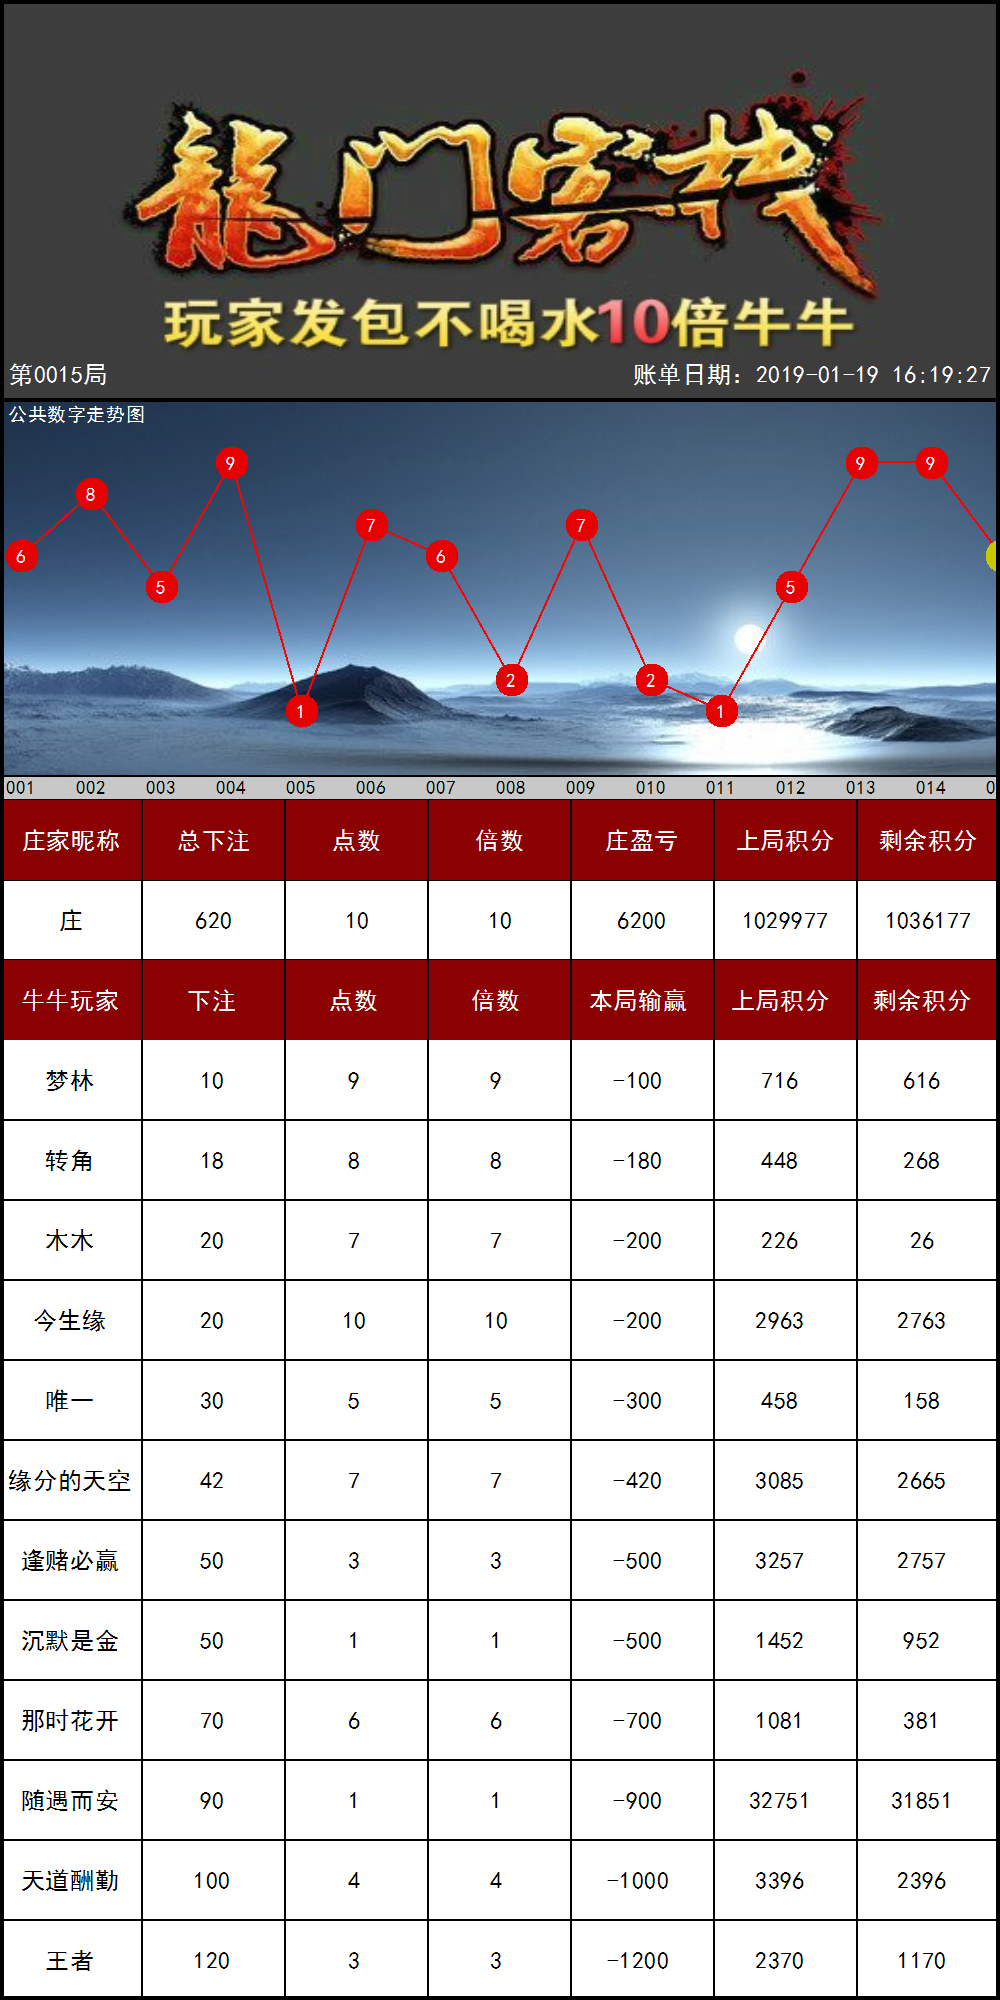 龍门客栈
玩家发包不喝水10倍牛牛
第0015局 账单日期：2019-01-19 16:19:27
公共数字走势图
6 8 5 9 1 7 6 2 7 2 1 5 9 9
001 002 003 004 005 006 007 008 009 010 011 012 013 014 0
庄家昵称 总下注 点数 倍数 庄盈亏 上局积分 剩余积分
庄 620 10 10 6200 1029977 1036177
牛牛玩家 下注 点数 倍数 本局输赢 上局积分 剩余积分
梦林 10 9 9 -100 716 616
转角 18 8 8 -180 448 268
木木 20 7 7 -200 226 26
今生缘 20 10 10 -200 2963 2763
唯一 30 5 5 -300 458 158
缘分的天空 42 7 7 -420 3085 2665
逢赌必赢 50 3 3 -500 3257 2757
沉默是金 50 1 1 -500 1452 952
那时花开 70 6 6 -700 1081 381
随遇而安 90 1 1 -900 32751 31851
天道酬勤 100 4 4 -1000 3396 2396
王者 120 3 3 -1200 2370 1170